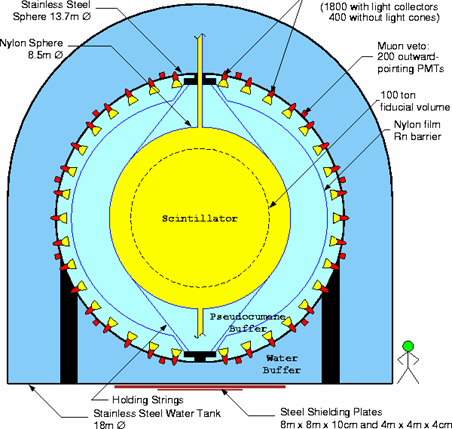 Stainless Steel
Sphere 13.7m Ø
Nylon Sphere
8.5m Ø
(1800 with light collectors
400 without light cones)
Muon veto:
200 outward-
pointing PMTs
100 ton
fiducial volume
Nylon film
Rn barrier
Scintillator
Pseudocumene
Buffer
Water
Buffer
Holding Strings
Stainless Steel Water Tank
18m Ø
Steel Shielding Plates
8m x 8m x 10cm and 4m x 4m x 4cm